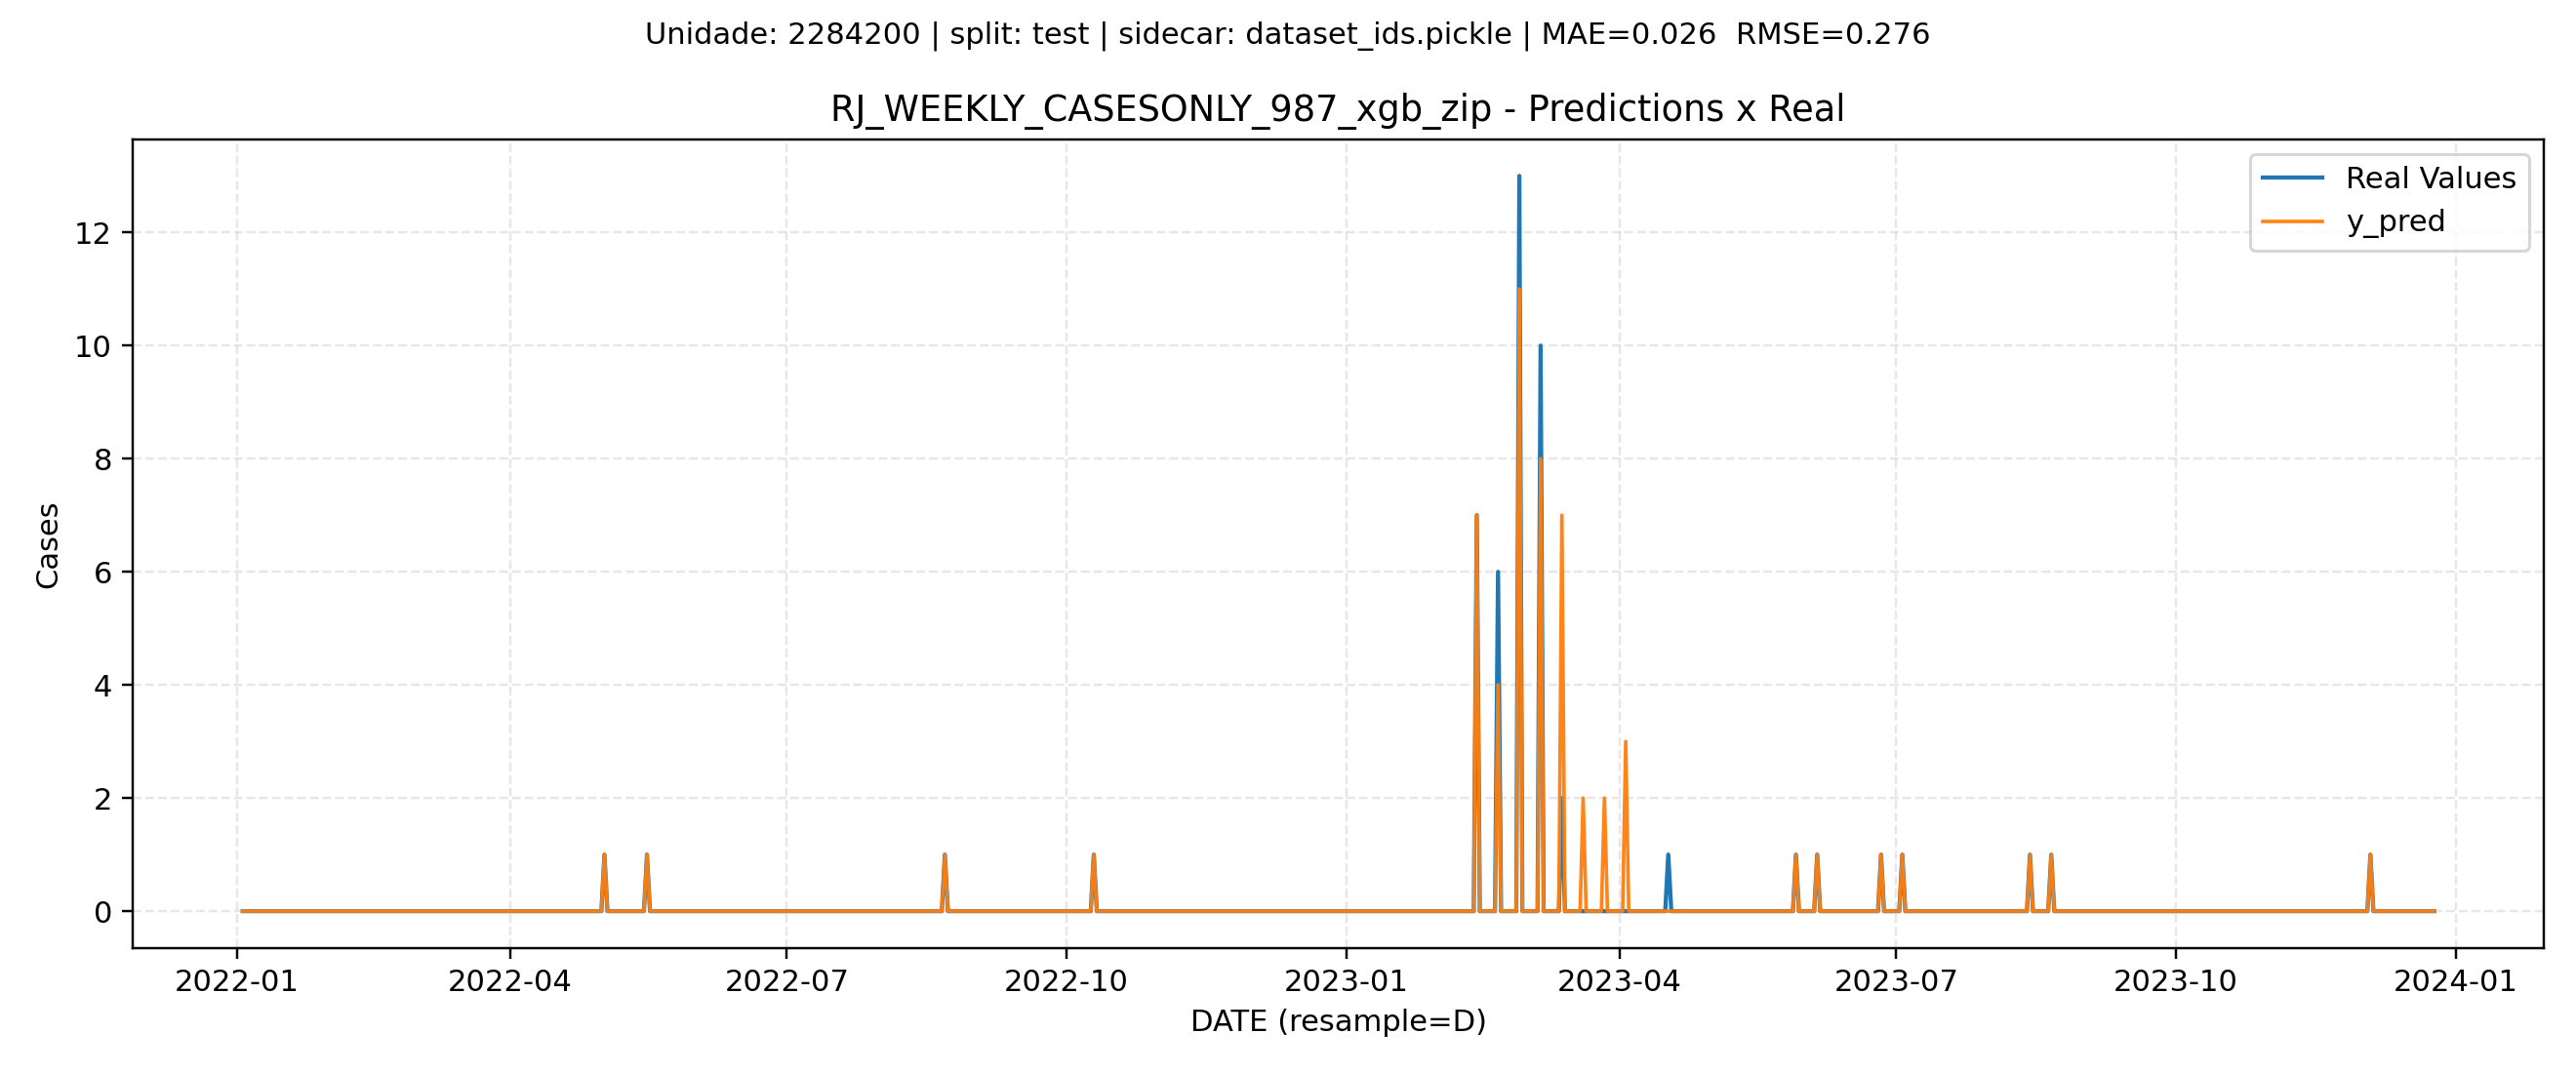 Unidade: 2284200 | split: test | sidecar: dataset_ids.pickle | MAE=0.026  RMSE=0.276
RJ_WEEKLY_CASESONLY_987_xgb_zip - Predictions x Real
Real Values
y_pred
Cases
12
10
8
6
4
2
0
2022-01
2022-04
2022-07
2022-10
2023-01
2023-04
2023-07
2023-10
2024-01
DATE (resample=D)